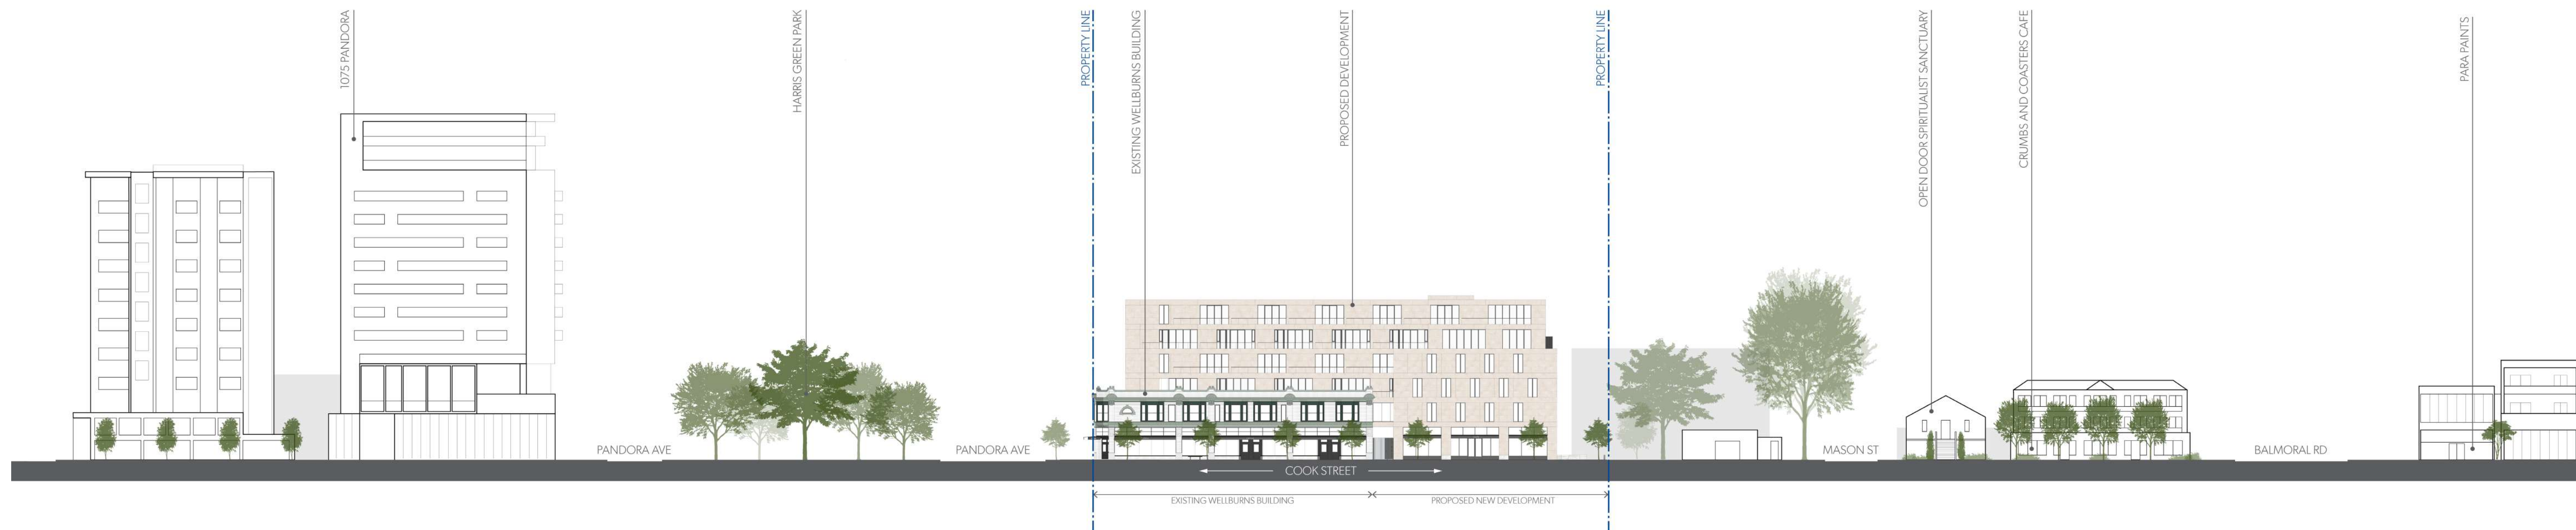 1075 PANDORA
HARRIS GREEN PARK
PROPERTY LINE
EXISTING WELLBURNS BUILDING
PROPOSED DEVELOPMENT
PROPERTY LINE
OPEN DOOR SPIRITUALIST SANCTUARY
CRUMBS AND COASTERS CAFE
PARA PAINTS
PANDORA AVE
PANDORA AVE
MASON ST
BALMORAL RD
COOK STREET
EXISTING WELLBURNS BUILDING
PROPOSED NEW DEVELOPMENT